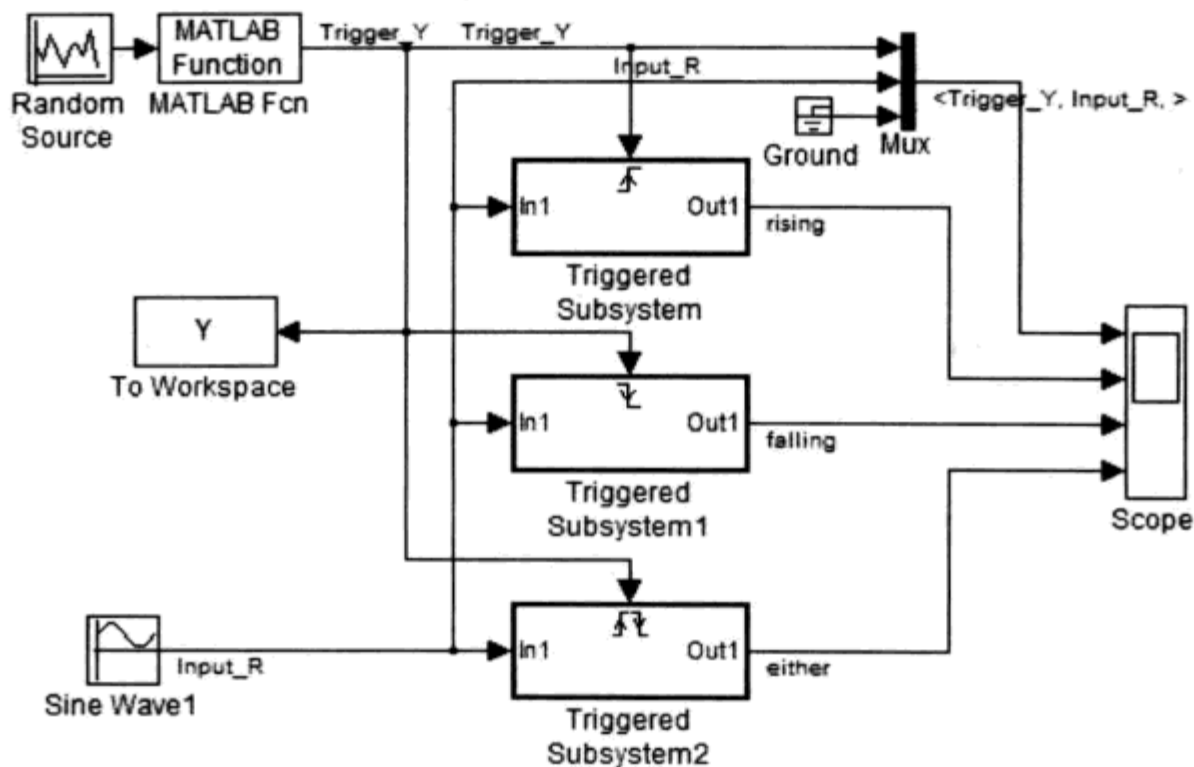 MATLAB
Function
Trigger_Y
Trigger_Y
Input_R
Random
Source
MATLAB Fcn
<Trigger_Y, Input_R, >
Ground
Mux
In1
Out1
rising
Triggered
Subsystem
Y
To Workspace
In1
Out1
falling
Triggered
Subsystem1
Scope
In1
Out1
either
Input_R
Sine Wave1
Triggered
Subsystem2